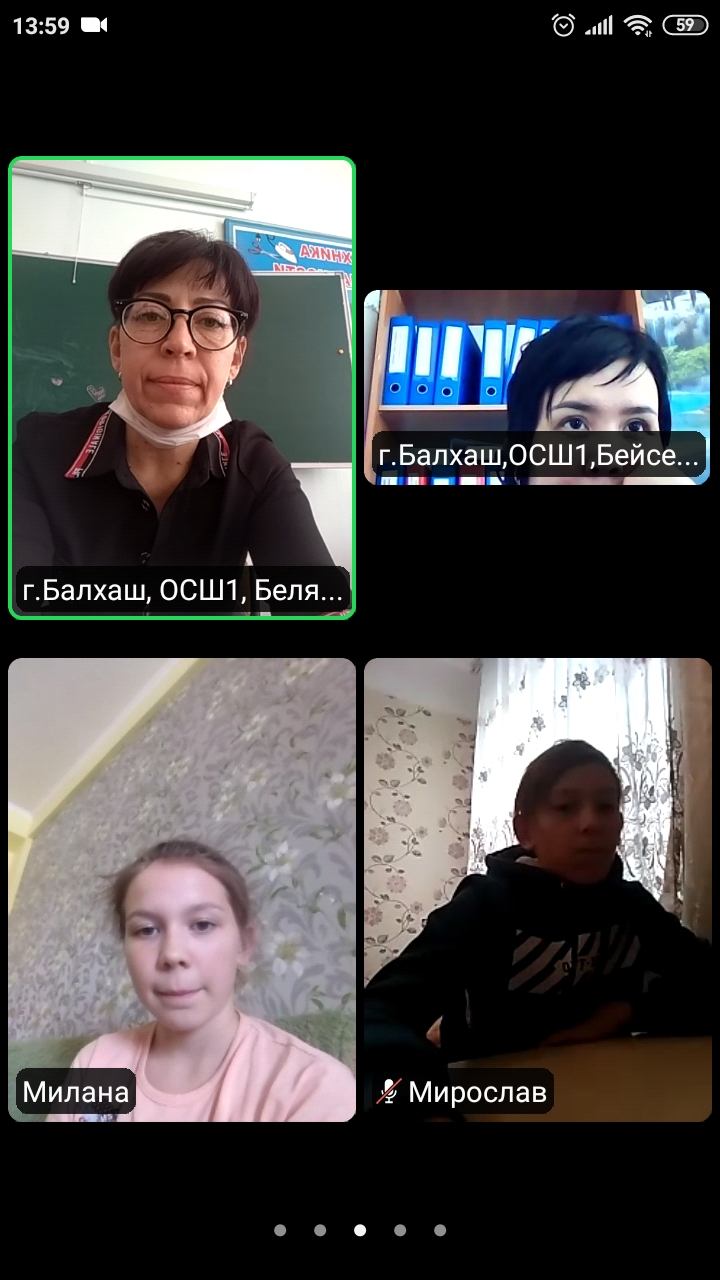 13:59
59
г.Балхаш, ОСШ1, Беля...
г.Балхаш,ОСШ1,Бейсе...
Милана
Мирослав